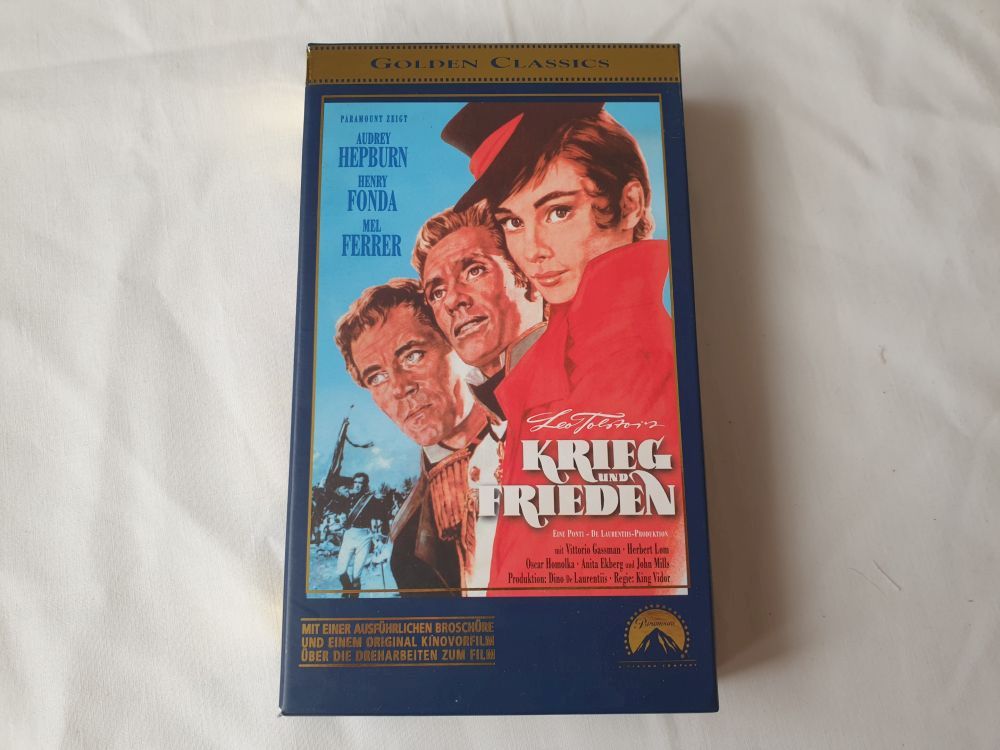 GOLDEN CLASSICS
PARAMOUNT ZEIGT
AUDREY
HEPBURN
HENRY
FONDA
MEL
FERRER
Leo Tolstois
KRIEG
UND
FRIEDEN
EINE PONTI - DE LAURENTIIS-PRODUKTION
mit Vittorio Gassman · Herbert Lom
Oscar Homolka · Anita Ekberg und John Mills
Produktion: Dino De Laurentiis · Regie: King Vidor
MIT EINER AUSFÜHRLICHEN BROSCHÜRE
UND EINEM ORIGINAL KINOVORFILM
ÜBER DIE DREHARBEITEN ZUM FILM
Paramount